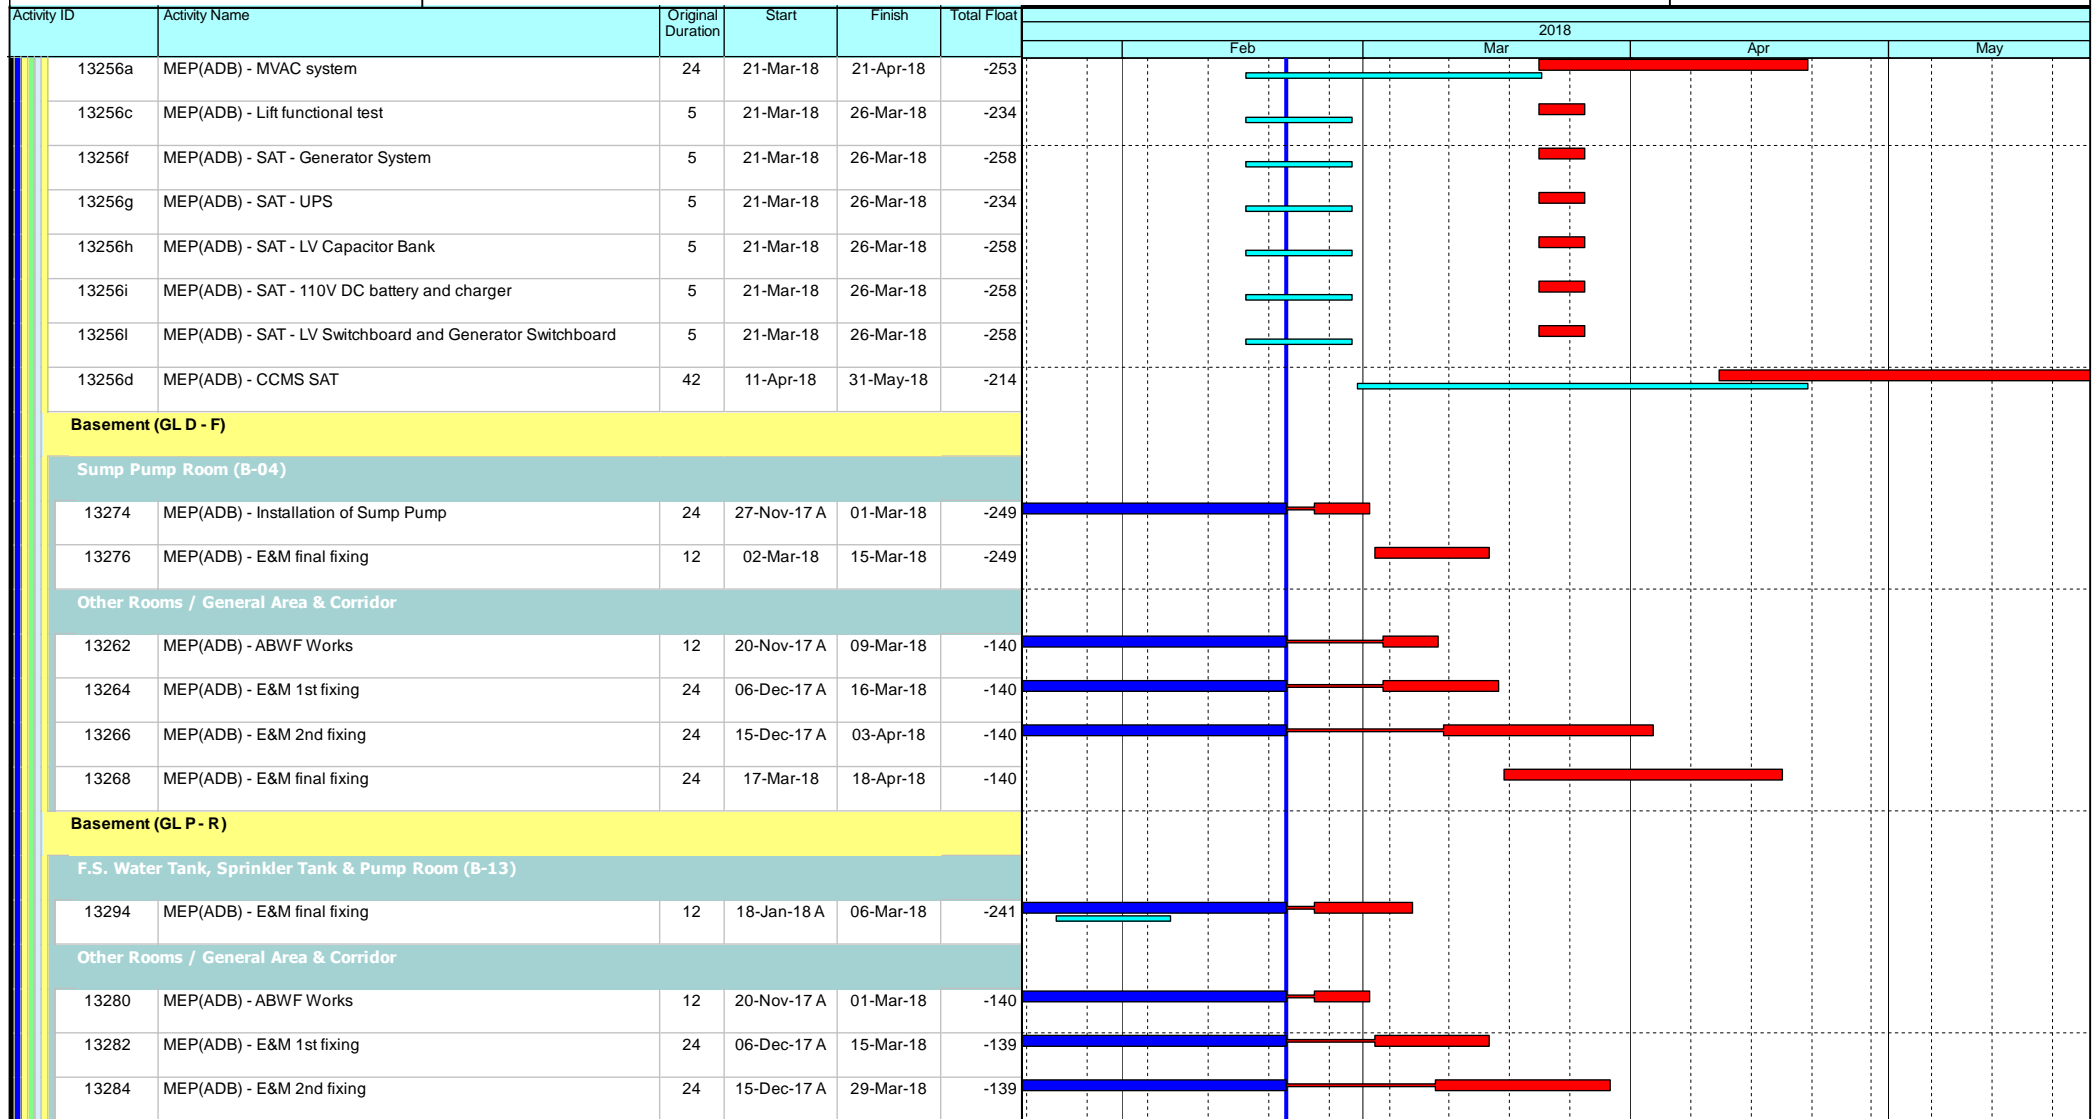 Activity ID Activity Name Original Duration Start Finish Total Float
2018
Feb Mar Apr May
13256a MEP(ADB) - MVAC system 24 21-Mar-18 21-Apr-18 -253
13256c MEP(ADB) - Lift functional test 5 21-Mar-18 26-Mar-18 -234
13256f MEP(ADB) - SAT - Generator System 5 21-Mar-18 26-Mar-18 -258
13256g MEP(ADB) - SAT - UPS 5 21-Mar-18 26-Mar-18 -234
13256h MEP(ADB) - SAT - LV Capacitor Bank 5 21-Mar-18 26-Mar-18 -258
13256i MEP(ADB) - SAT - 110V DC battery and charger 5 21-Mar-18 26-Mar-18 -258
13256l MEP(ADB) - SAT - LV Switchboard and Generator Switchboard 5 21-Mar-18 26-Mar-18 -258
13256d MEP(ADB) - CCMS SAT 42 11-Apr-18 31-May-18 -214
Basement (GL D - F)
Sump Pump Room (B-04)
13274 MEP(ADB) - Installation of Sump Pump 24 27-Nov-17 A 01-Mar-18 -249
13276 MEP(ADB) - E&M final fixing 12 02-Mar-18 15-Mar-18 -249
Other Rooms / General Area & Corridor
13262 MEP(ADB) - ABWF Works 12 20-Nov-17 A 09-Mar-18 -140
13264 MEP(ADB) - E&M 1st fixing 24 06-Dec-17 A 16-Mar-18 -140
13266 MEP(ADB) - E&M 2nd fixing 24 15-Dec-17 A 03-Apr-18 -140
13268 MEP(ADB) - E&M final fixing 24 17-Mar-18 18-Apr-18 -140
Basement (GL P - R)
F.S. Water Tank, Sprinkler Tank & Pump Room (B-13)
13294 MEP(ADB) - E&M final fixing 12 18-Jan-18 A 06-Mar-18 -241
Other Rooms / General Area & Corridor
13280 MEP(ADB) - ABWF Works 12 20-Nov-17 A 01-Mar-18 -140
13282 MEP(ADB) - E&M 1st fixing 24 06-Dec-17 A 15-Mar-18 -139
13284 MEP(ADB) - E&M 2nd fixing 24 15-Dec-17 A 29-Mar-18 -139